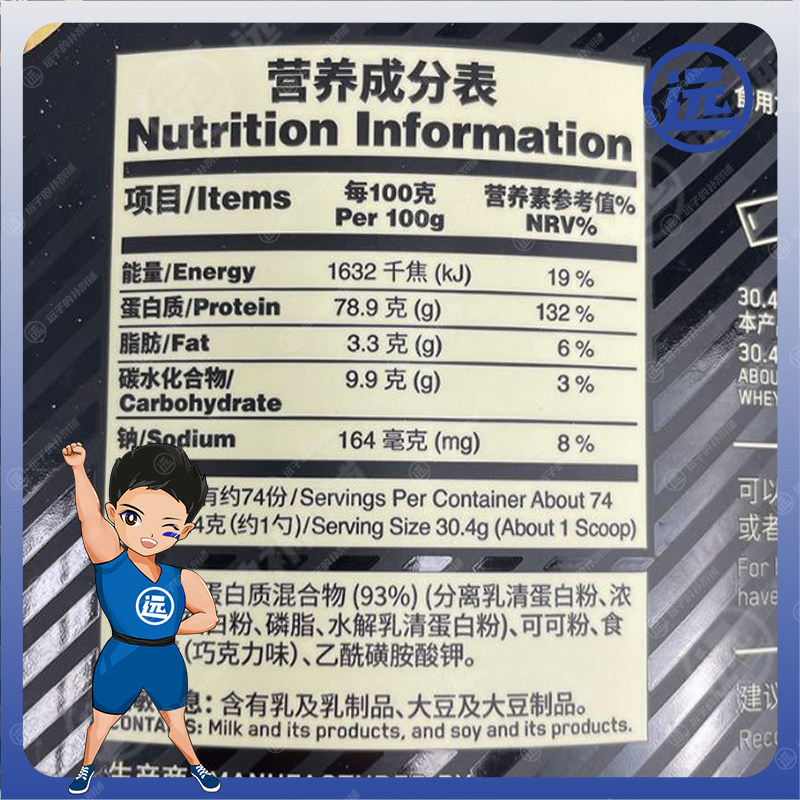 营养成分表
Nutrition Information
项目/Items 每100克 Per 100g 营养素参考值% NRV%
能量/Energy 1632 千焦 (kJ) 19 %
蛋白质/Protein 78.9 克 (g) 132 %
脂肪/Fat 3.3 克 (g) 6 %
碳水化合物/
Carbohydrate 9.9 克 (g) 3 %
钠/Sodium 164 毫克 (mg) 8 %
有约74份/Servings Per Container About 74
4克(约1勺)/Serving Size 30.4g (About 1 Scoop)
蛋白质混合物 (93%) (分离乳清蛋白粉、浓
白粉、磷脂、水解乳清蛋白粉)、可可粉、食
(巧克力味)、乙酰磺胺酸钾。
息：含有乳及乳制品、大豆及大豆制品。
CONTAINS: Milk and its products, and soy and its products.
远
远
食用
30.4
本产
30.4
ABOU
WHEY
可以
或者
For
have
建议
Reco